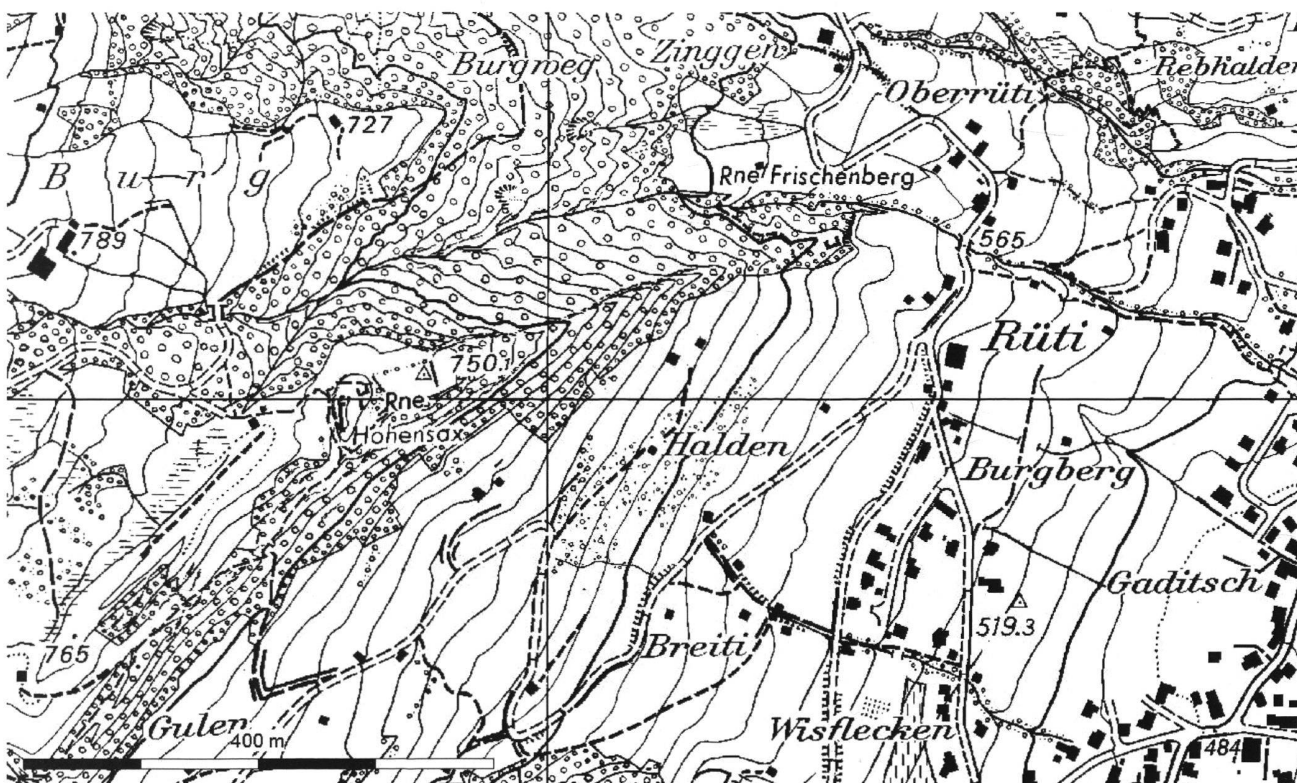 Burgweg
Zinggen
Oberrüti
Rebhalden
727
B u r g
Rne Frischenberg
789
565
Rüti
750.1
Rne
Hohensax
Halden
Burgberg
Gaditsch
765
519.3
Breiti
Gulen
Wisflecken
400 m
484